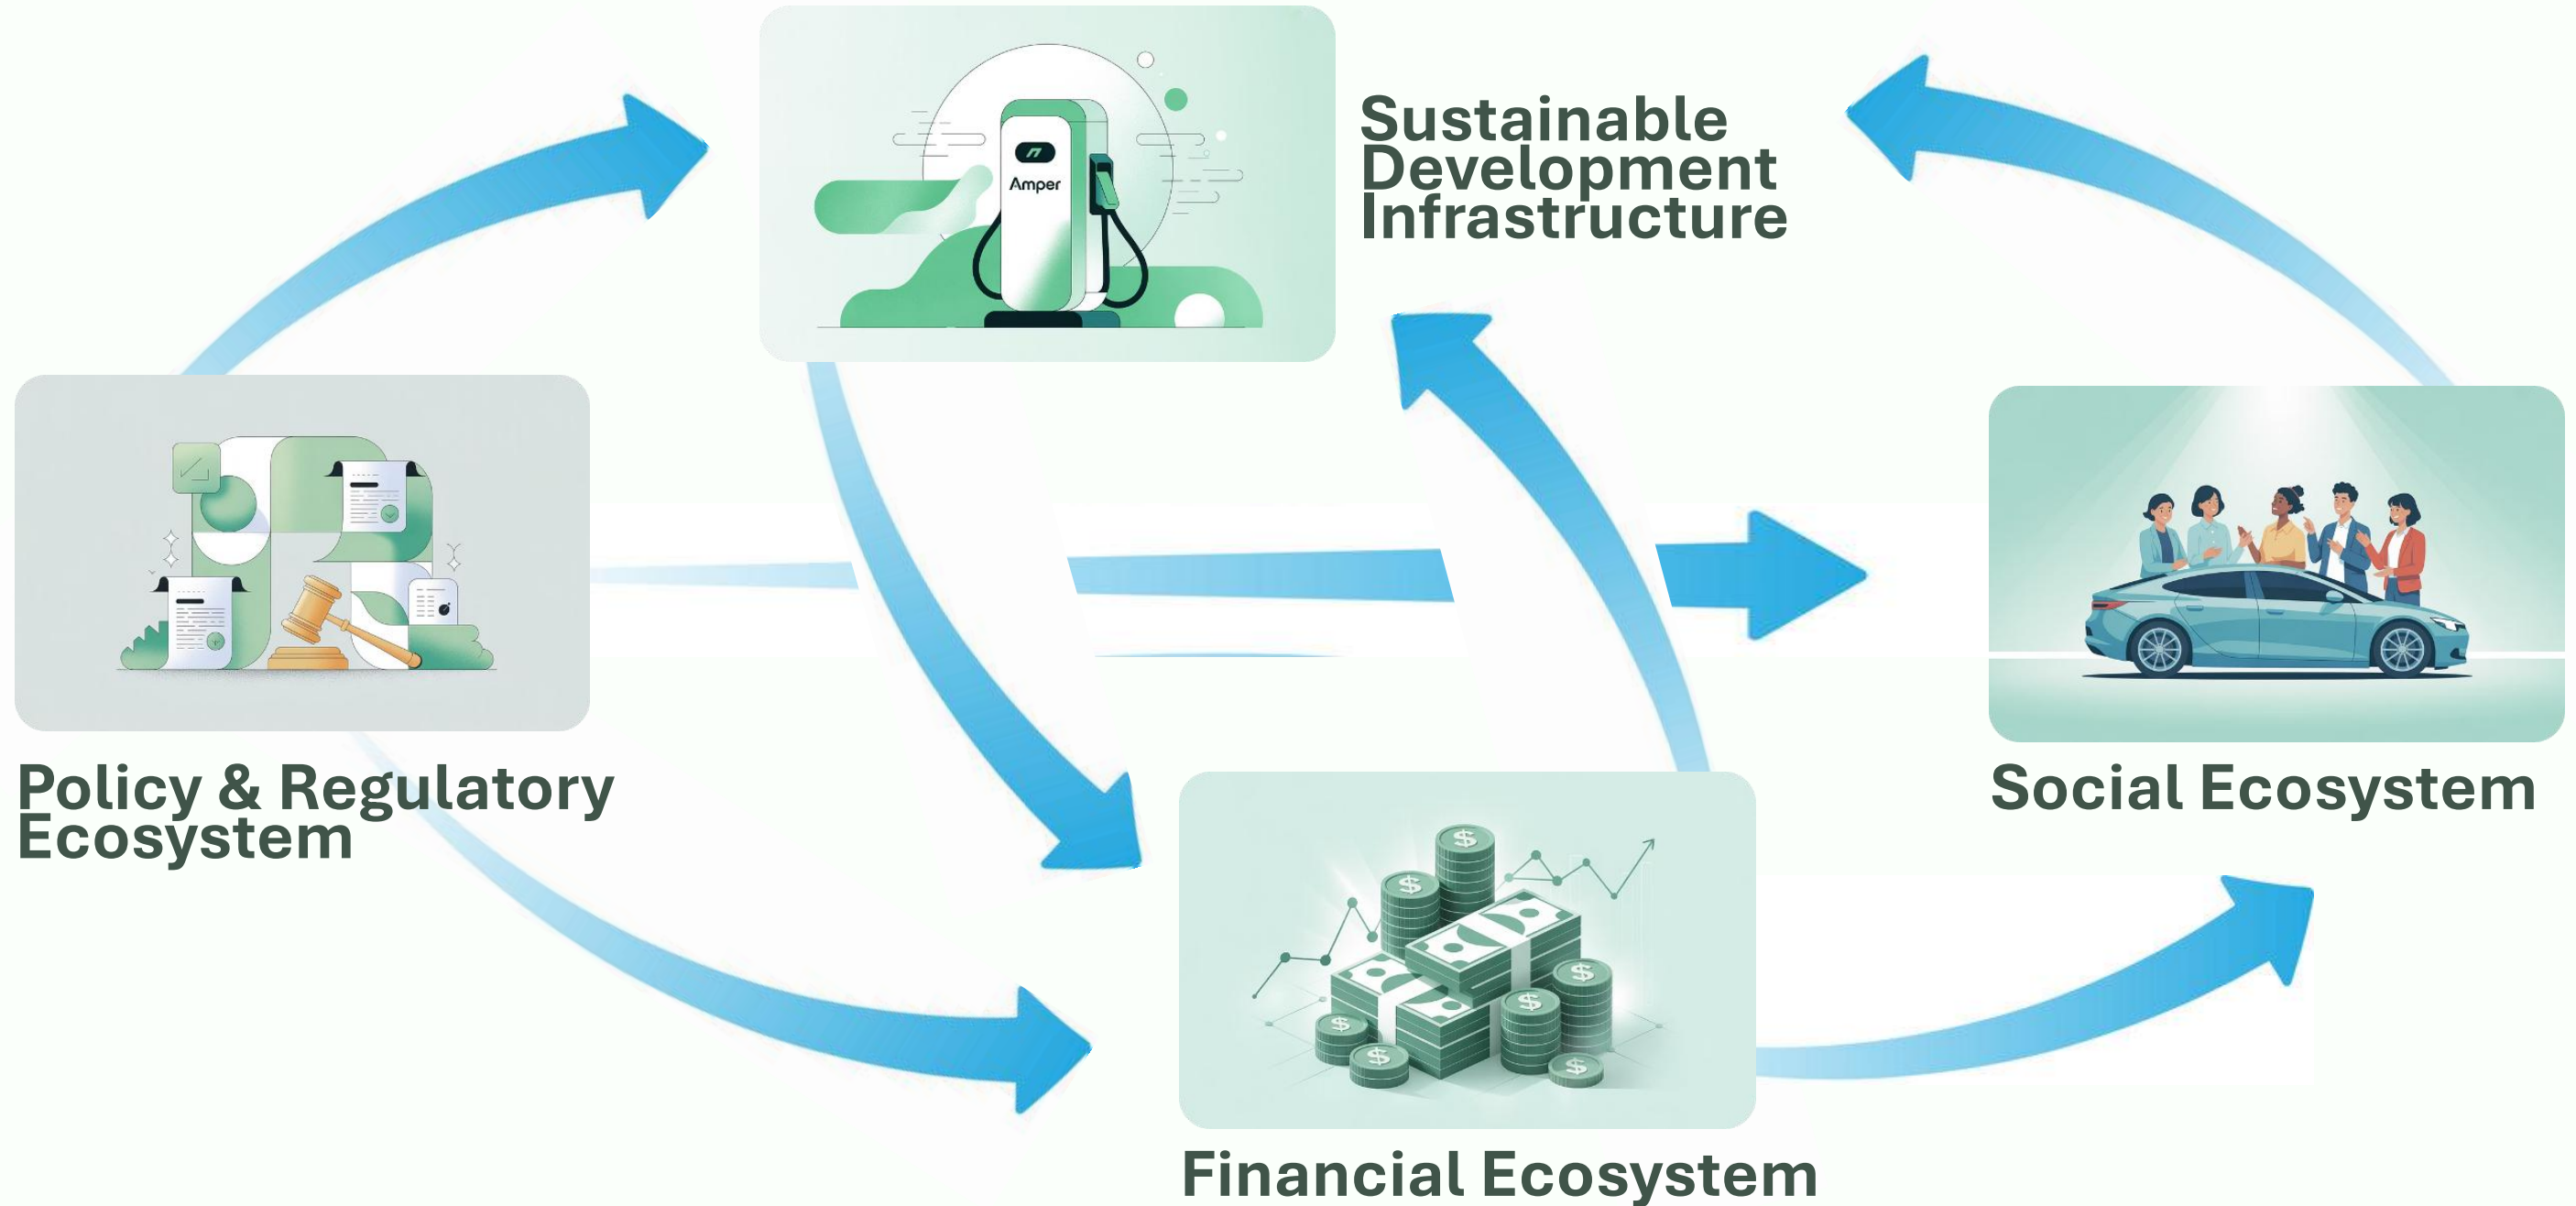 Amper
Sustainable
Development
Infrastructure
Policy & Regulatory
Ecosystem
Social Ecosystem
$
$
$
$
$
$
$
Financial Ecosystem